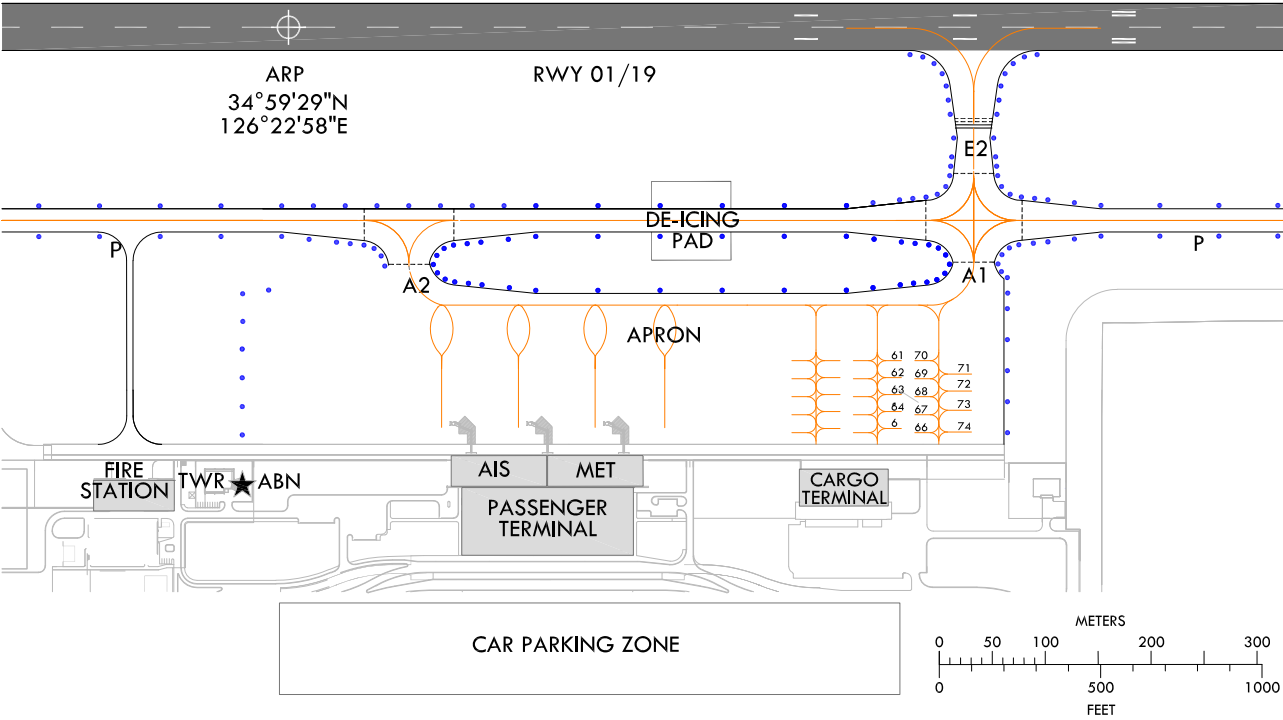 ARP
34°59'29"N
126°22'58"E
RWY 01/19
E2
DE-ICING
PAD
P
P
A2
A1
APRON
61 70
71
62 69
72
63 68
73
64 67
6 66 74
FIRE
STATION
TWR ABN
AIS
MET
PASSENGER
TERMINAL
CARGO
TERMINAL
CAR PARKING ZONE
METERS
0 50 100 200 300
0 500 1000
FEET